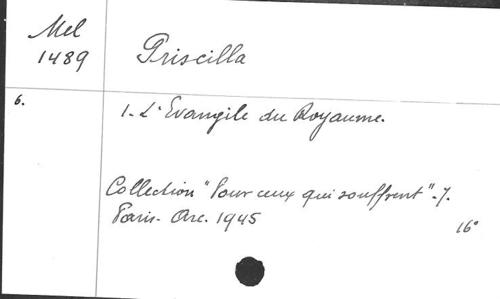 Mel
1489
Priscilla
6.
1. L'Evangile du Royaume.
Collection "Pour ceux qui souffrent". 7.
Paris. Arc. 1945
16°